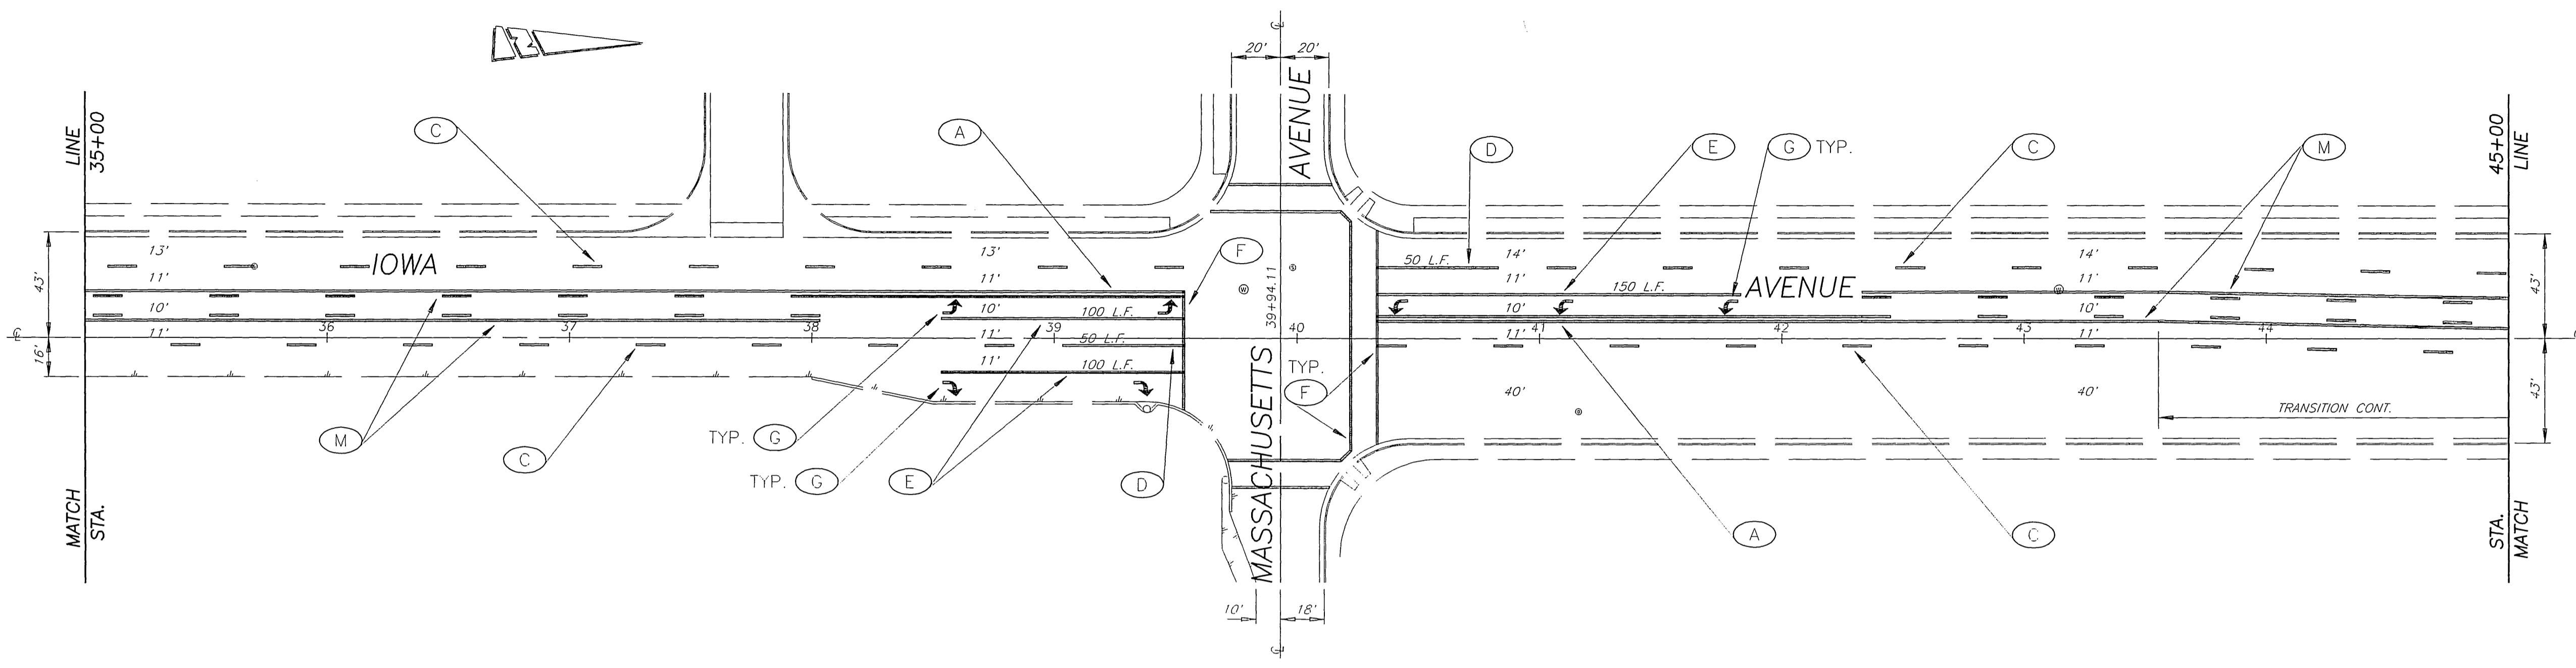 N
20' 20'
AVENUE
LINE
35+00
C
A
D
E
G TYP.
C
M
45+00
LINE
13'
13'
14'
14'
F
IOWA
11'
11'
50 L.F.
11'
11'
43'
39+94.11
S
W
150 L.F.
AVENUE
43'
10'
10'
100 L.F.
10'
10'
36
37
38
39
40
41
42
43
44
11'
11'
50 L.F.
11'
11'
16'
11'
100 L.F.
TYP.
F
40'
40'
43'
TRANSITION CONT.
MASSACHUSETTS
M
TYP. G
C
TYP. G
E
D
A
C
MATCH
STA.
STA.
MATCH
10' 18'